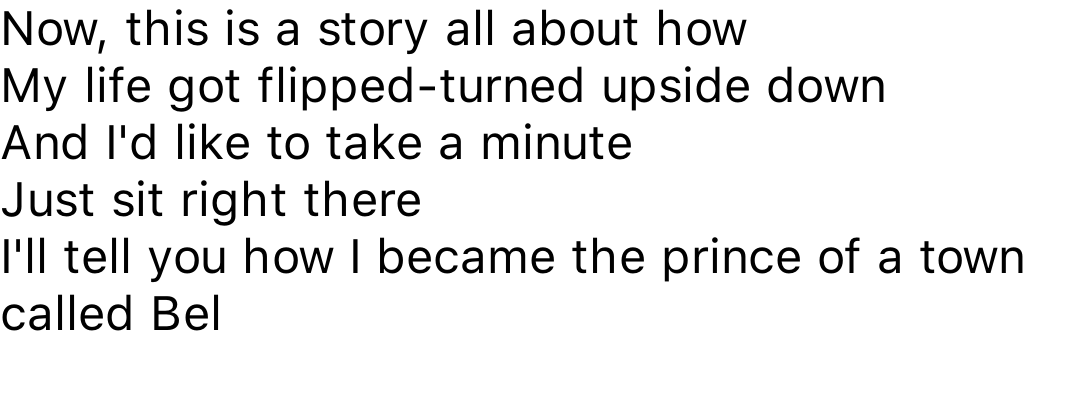 Now, this is a story all about how
My life got flipped-turned upside down
And I'd like to take a minute
Just sit right there
I'll tell you how I became the prince of a town
called Bel